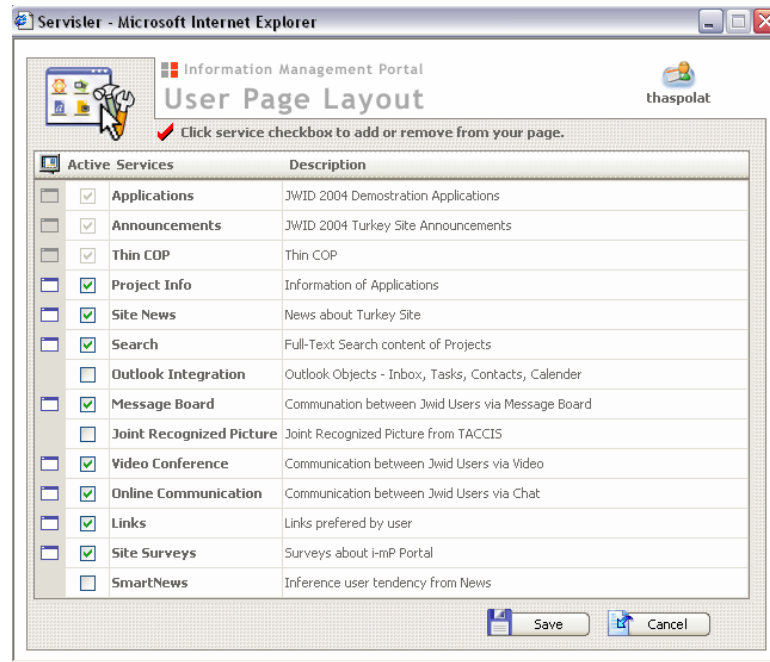 Servisler - Microsoft Internet Explorer
Information Management Portal
User Page Layout
thaspolat
Click service checkbox to add or remove from your page.
Active Services Description
Applications JWID 2004 Demostration Applications
Announcements JWID 2004 Turkey Site Announcements
Thin COP Thin COP
Project Info Information of Applications
Site News News about Turkey Site
Search Full-Text Search content of Projects
Outlook Integration Outlook Objects - Inbox, Tasks, Contacts, Calender
Message Board Communation between Jwid Users via Message Board
Joint Recognized Picture Joint Recognized Picture from TACCIS
Video Conference Communication between Jwid Users via Video
Online Communication Communication between Jwid Users via Chat
Links Links prefered by user
Site Surveys Surveys about i-mP Portal
SmartNews Inference user tendency from News
Save Cancel